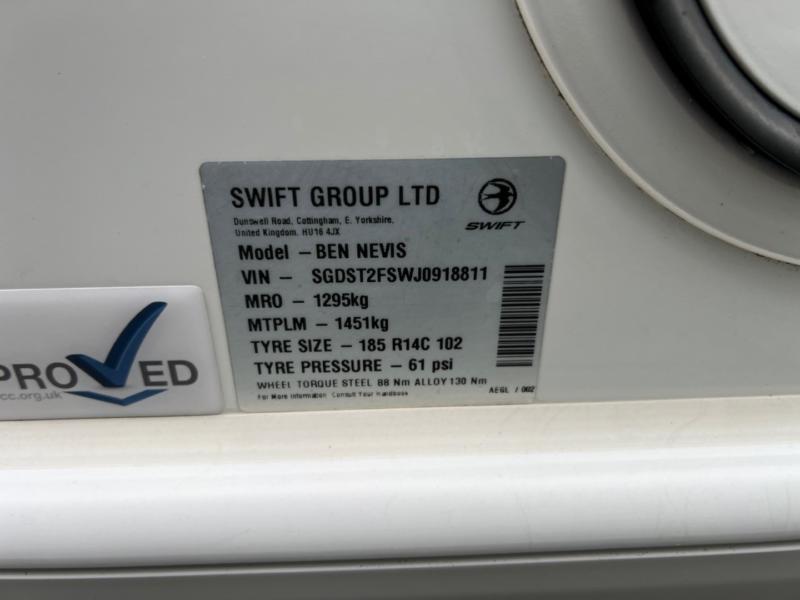 SWIFT GROUP LTD
SWIFT
Dunswell Road, Cottingham, E. Yorkshire,
United Kingdom. HU16 4JX
Model – BEN NEVIS
VIN – SGDST2FSWJ0918811
MRO – 1295kg
MTPLM – 1451kg
TYRE SIZE – 185 R14C 102
TYRE PRESSURE – 61 psi
WHEEL TORQUE STEEL 88 Nm ALLOY 130 Nm
For More Information Consult Your Handbook
AEGL / 002
PROVED
cc.org.uk